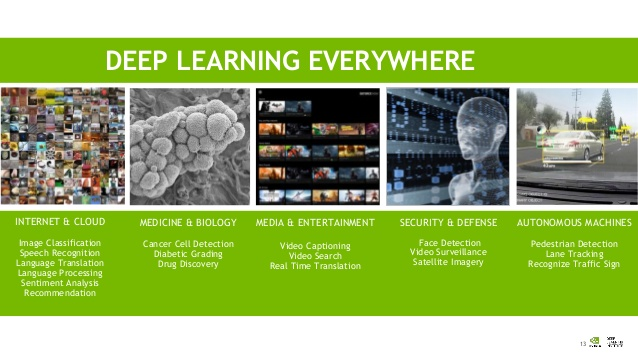 DEEP LEARNING EVERYWHERE
INTERNET & CLOUD
Image Classification
Speech Recognition
Language Translation
Language Processing
Sentiment Analysis
Recommendation
MEDICINE & BIOLOGY
Cancer Cell Detection
Diabetic Grading
Drug Discovery
MEDIA & ENTERTAINMENT
Video Captioning
Video Search
Real Time Translation
SECURITY & DEFENSE
Face Detection
Video Surveillance
Satellite Imagery
AUTONOMOUS MACHINES
Pedestrian Detection
Lane Tracking
Recognize Traffic Sign
13